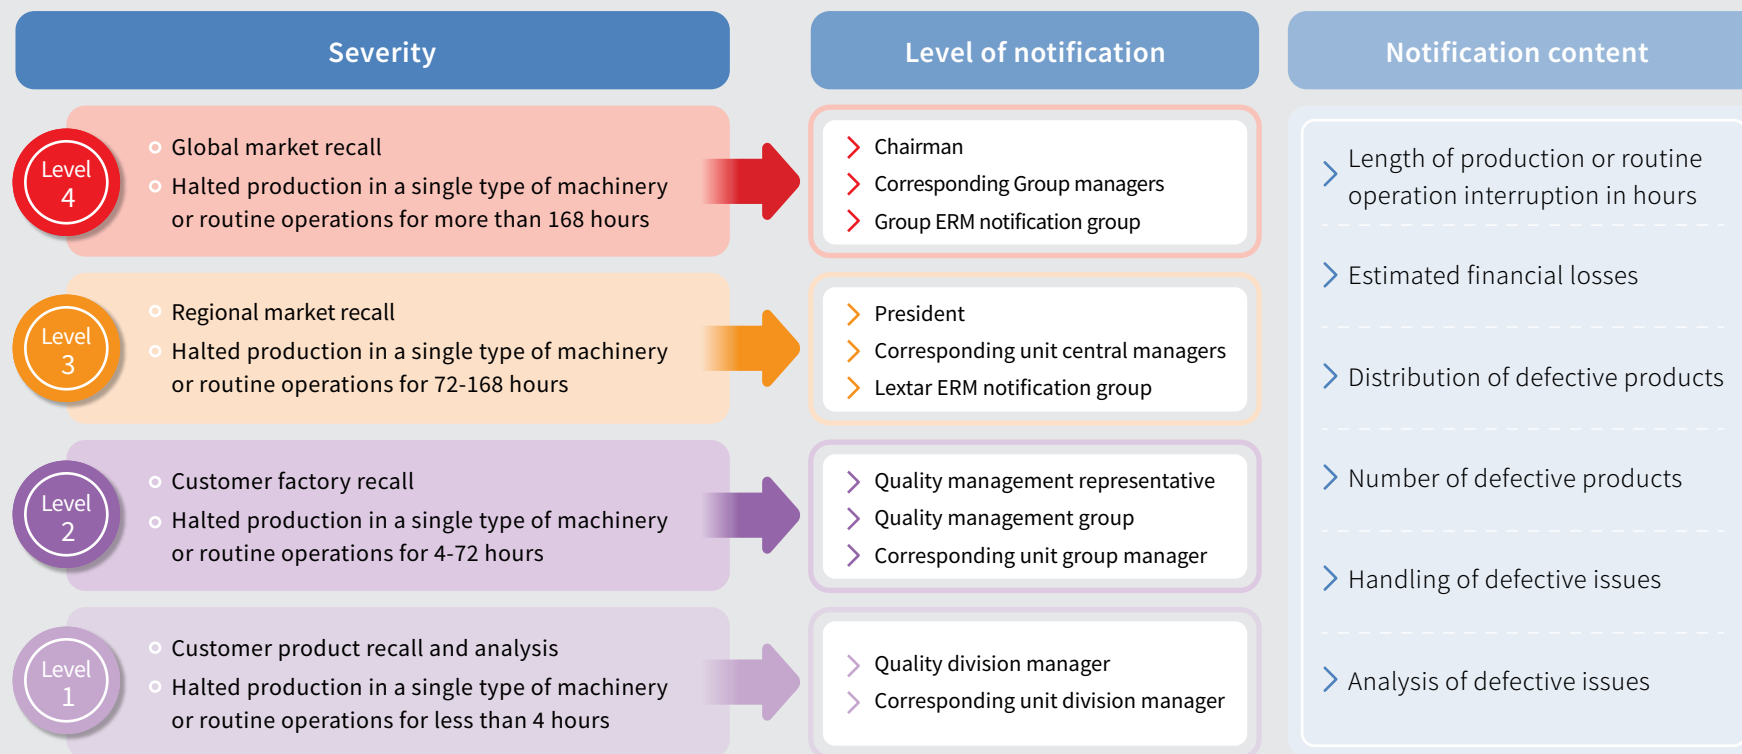 Severity
Level of notification
Notification content
Level
4
Global market recall
Halted production in a single type of machinery
or routine operations for more than 168 hours
Chairman
Corresponding Group managers
Group ERM notification group
Level
3
Regional market recall
Halted production in a single type of machinery
or routine operations for 72-168 hours
President
Corresponding unit central managers
Lextar ERM notification group
Level
2
Customer factory recall
Halted production in a single type of machinery
or routine operations for 4-72 hours
Quality management representative
Quality management group
Corresponding unit group manager
Level
1
Customer product recall and analysis
Halted production in a single type of machinery
or routine operations for less than 4 hours
Quality division manager
Corresponding unit division manager
Length of production or routine
operation interruption in hours
Estimated financial losses
Distribution of defective products
Number of defective products
Handling of defective issues
Analysis of defective issues